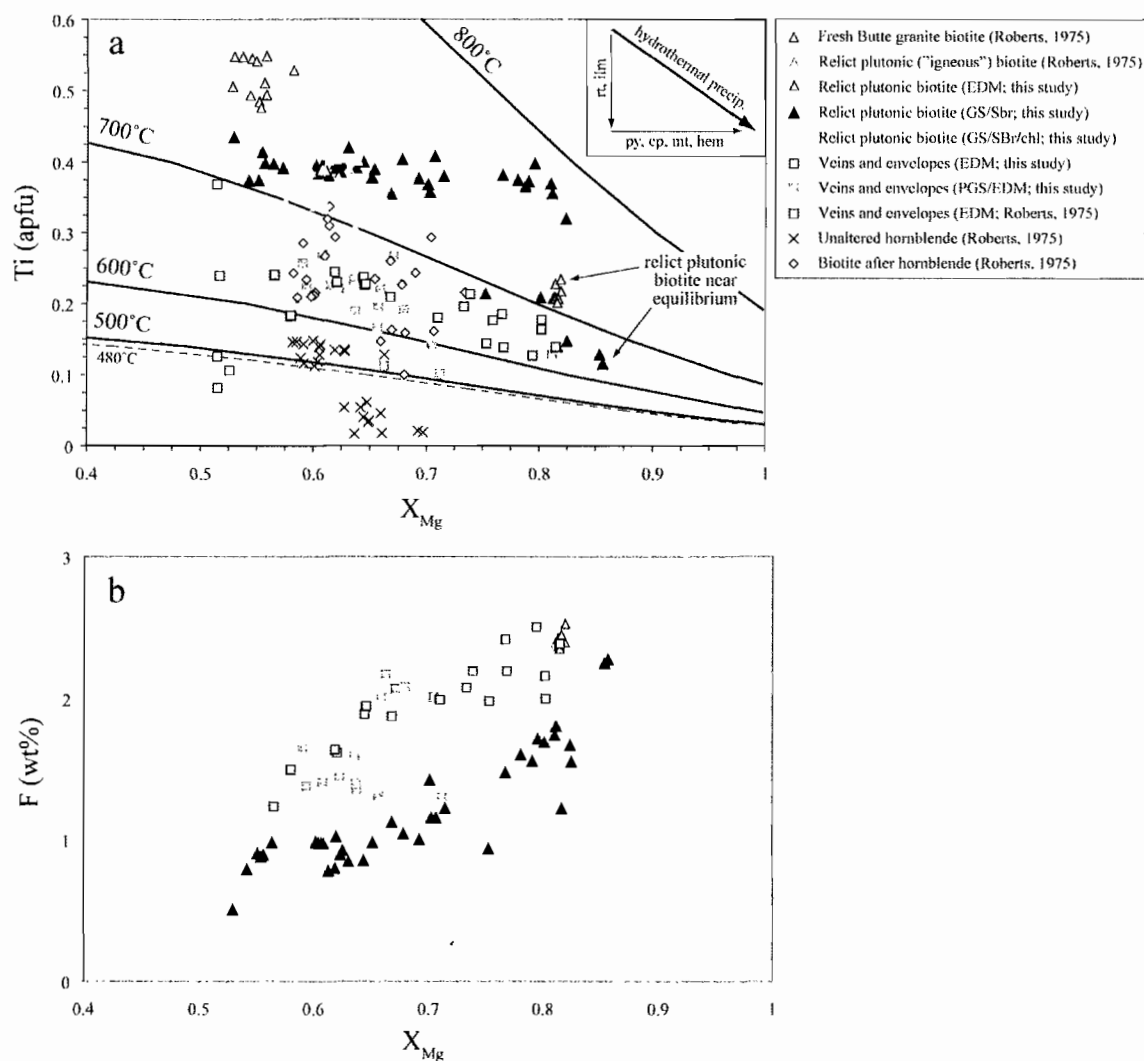 a
0.6
0.5
0.4
0.3
0.2
0.1
0
Ti (apfu)
800°C
700°C
600°C
500°C
480°C
hydrothermal precip.
rt, ilm
py, cp, mt, hem
relict plutonic
biotite near
equilibrium
0.4 0.5 0.6 0.7 0.8 0.9 1
X Mg
Fresh Butte granite biotite (Roberts, 1975)
Relict plutonic ("igneous") biotite (Roberts, 1975)
Relict plutonic biotite (EDM; this study)
Relict plutonic biotite (GS/Sbr; this study)
Relict plutonic biotite (GS/SBr/chl; this study)
Veins and envelopes (EDM; this study)
Veins and envelopes (PGS/EDM; this study)
Veins and envelopes (EDM; Roberts, 1975)
Unaltered hornblende (Roberts, 1975)
Biotite after hornblende (Roberts, 1975)
b
3
2
1
0
F (wt%)
0.4 0.5 0.6 0.7 0.8 0.9 1
X Mg